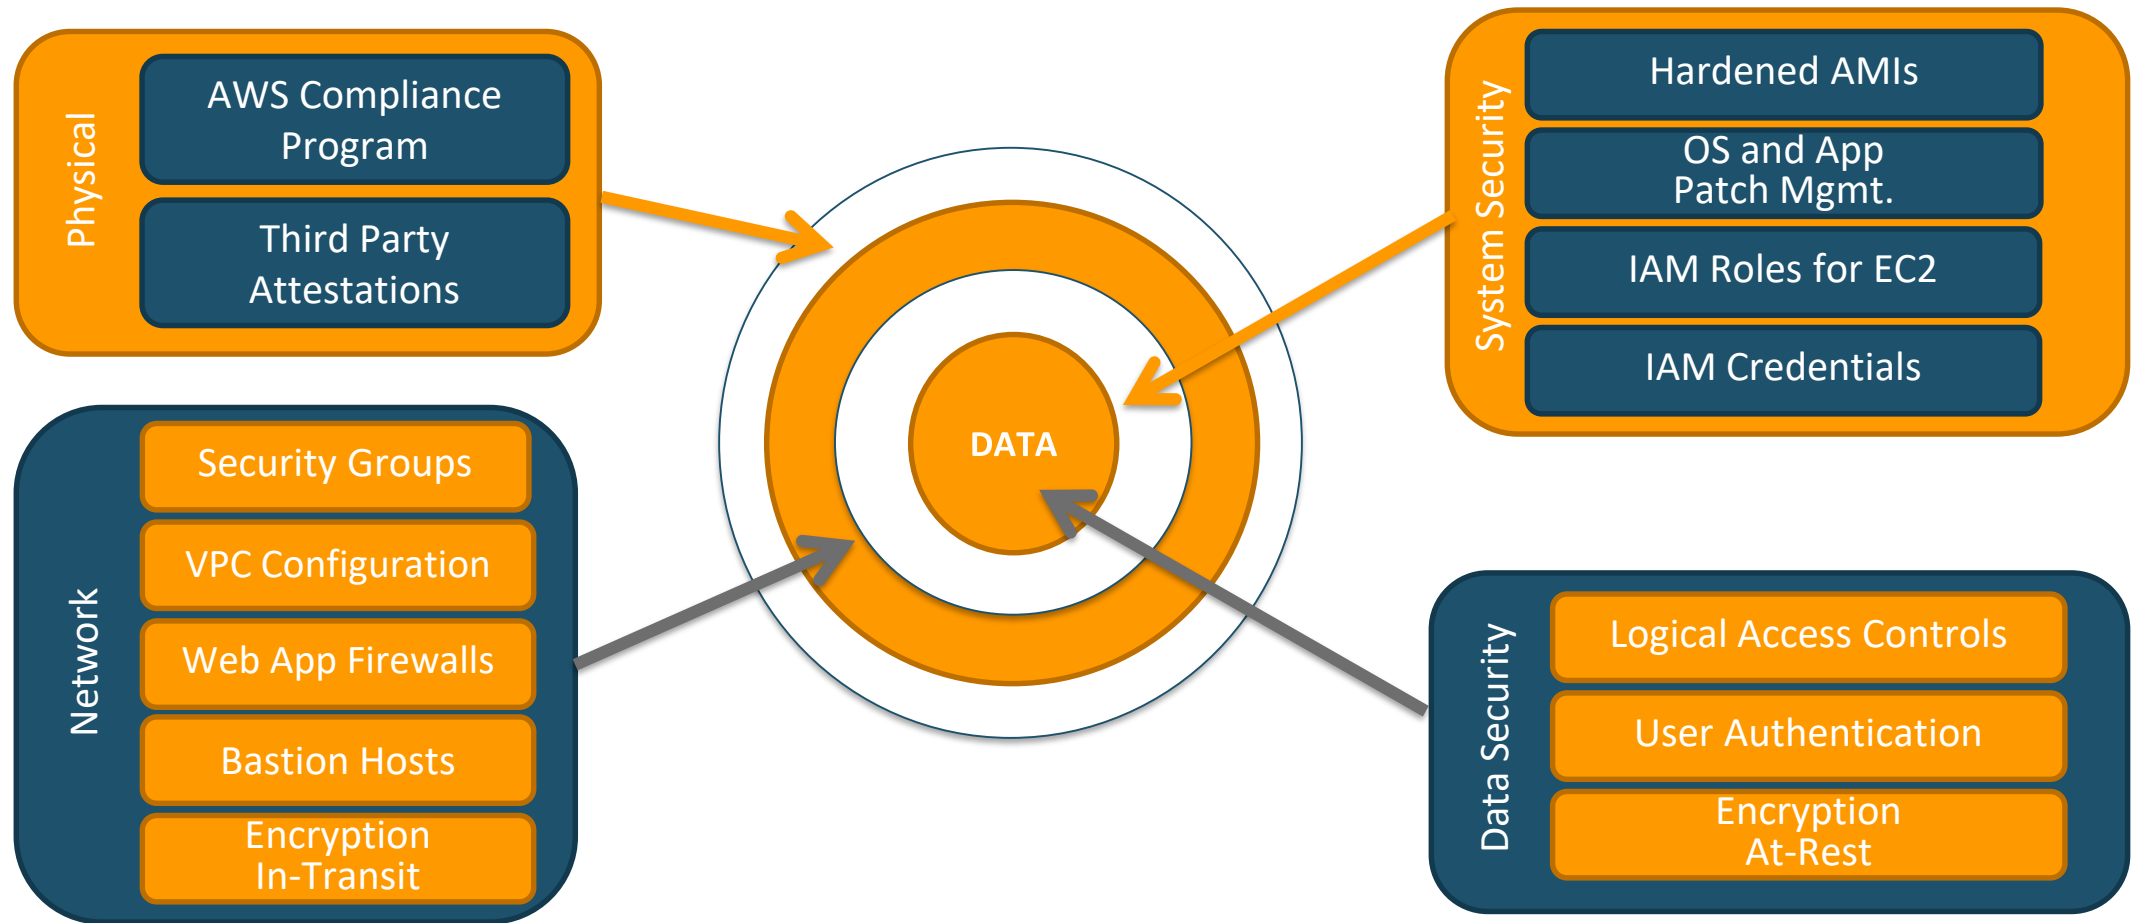 Physical
AWS Compliance
Program
Third Party
Attestations
Network
Security Groups
VPC Configuration
Web App Firewalls
Bastion Hosts
Encryption
In-Transit
DATA
System Security
Hardened AMIs
OS and App
Patch Mgmt.
IAM Roles for EC2
IAM Credentials
Data Security
Logical Access Controls
User Authentication
Encryption
At-Rest